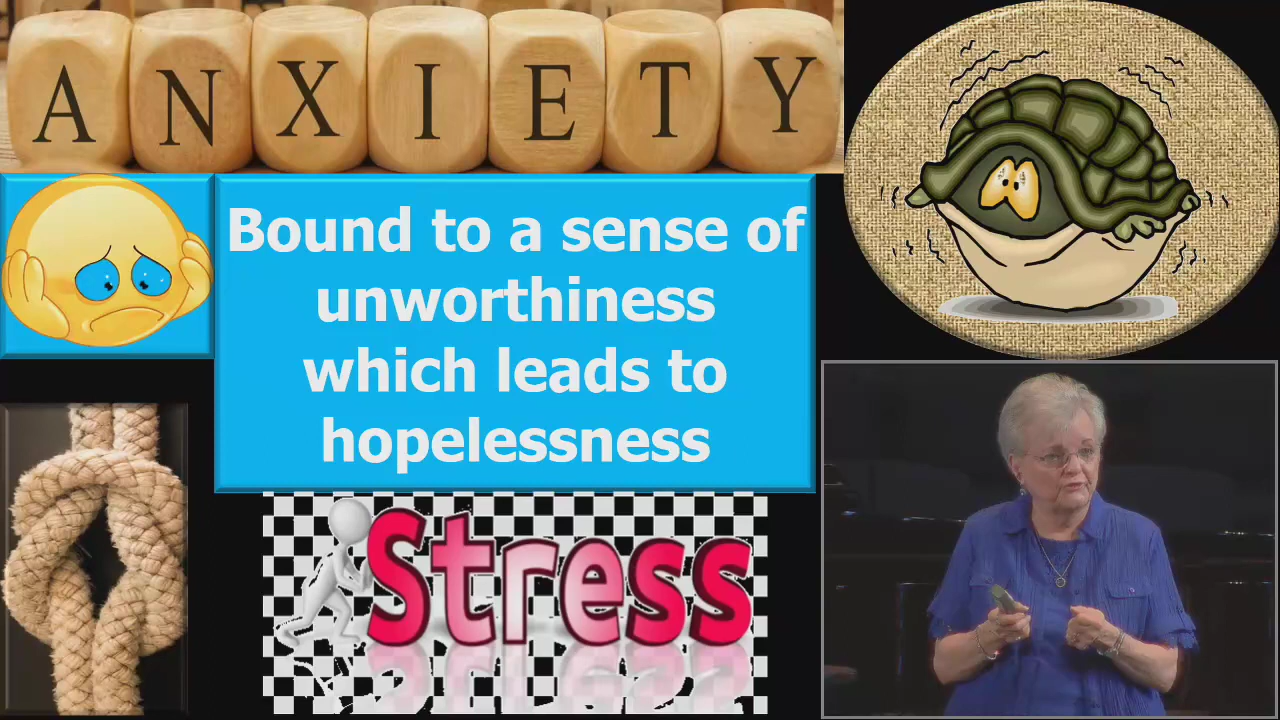 ANXIETY
Bound to a sense of
unworthiness
which leads to
hopelessness
Stress